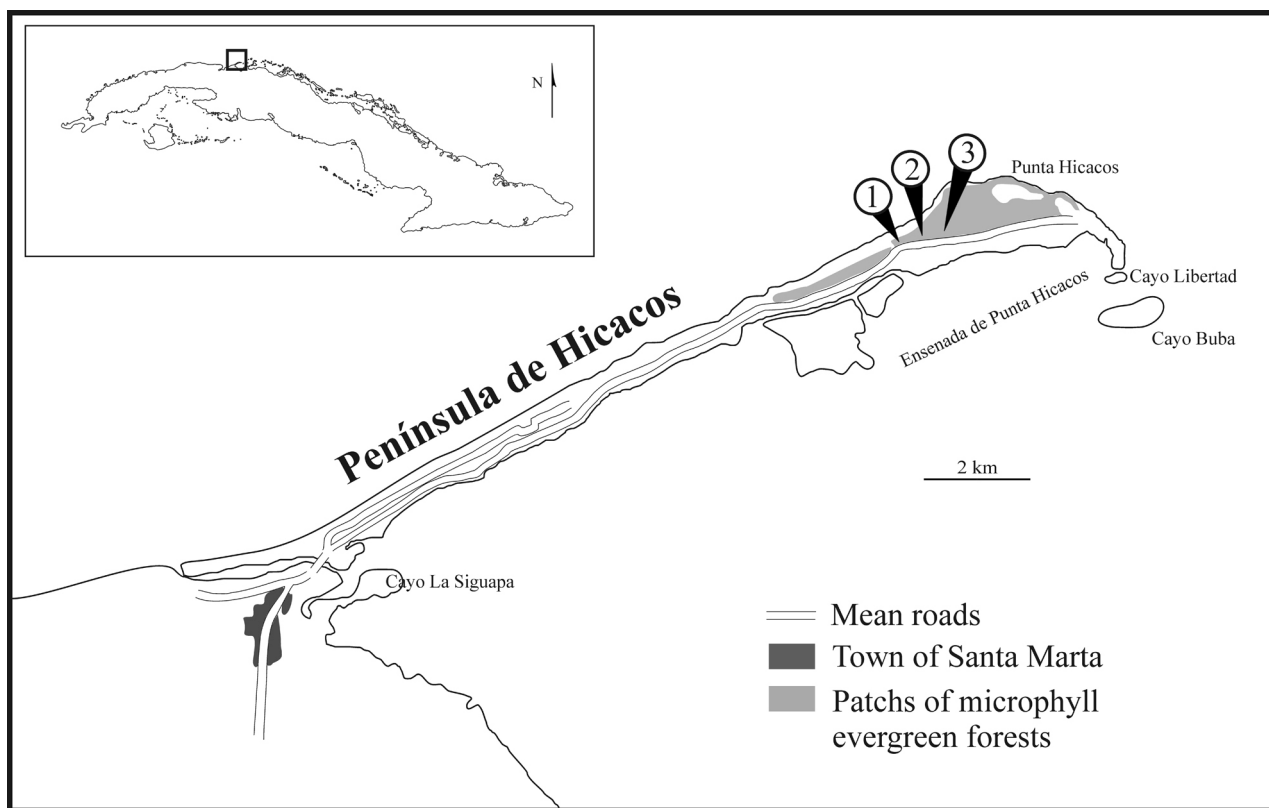 N
1
2
3
Punta Hicacos
Cayo Libertad
Cayo Buba
Ensenada de Punta Hicacos
Península de Hicacos
2 km
Cayo La Siguapa
Mean roads
Town of Santa Marta
Patchs of microphyll
evergreen forests